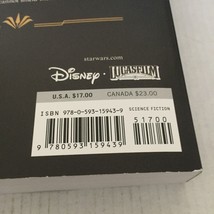 starwars.com
Disney · LUCASFILM
U.S.A. $17.00 CANADA $23.00
ISBN 978-0-593-15943-9 SCIENCE FICTION
51700
9 780593 159439